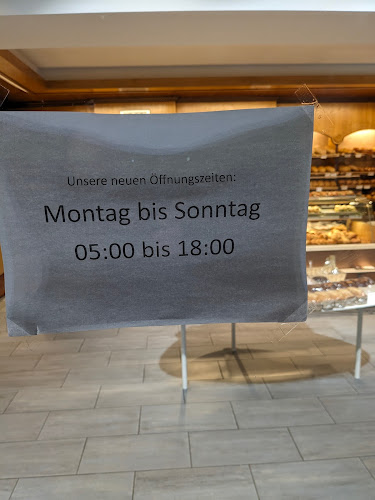 Unsere neuen Öffnungszeiten:
Montag bis Sonntag
05:00 bis 18:00